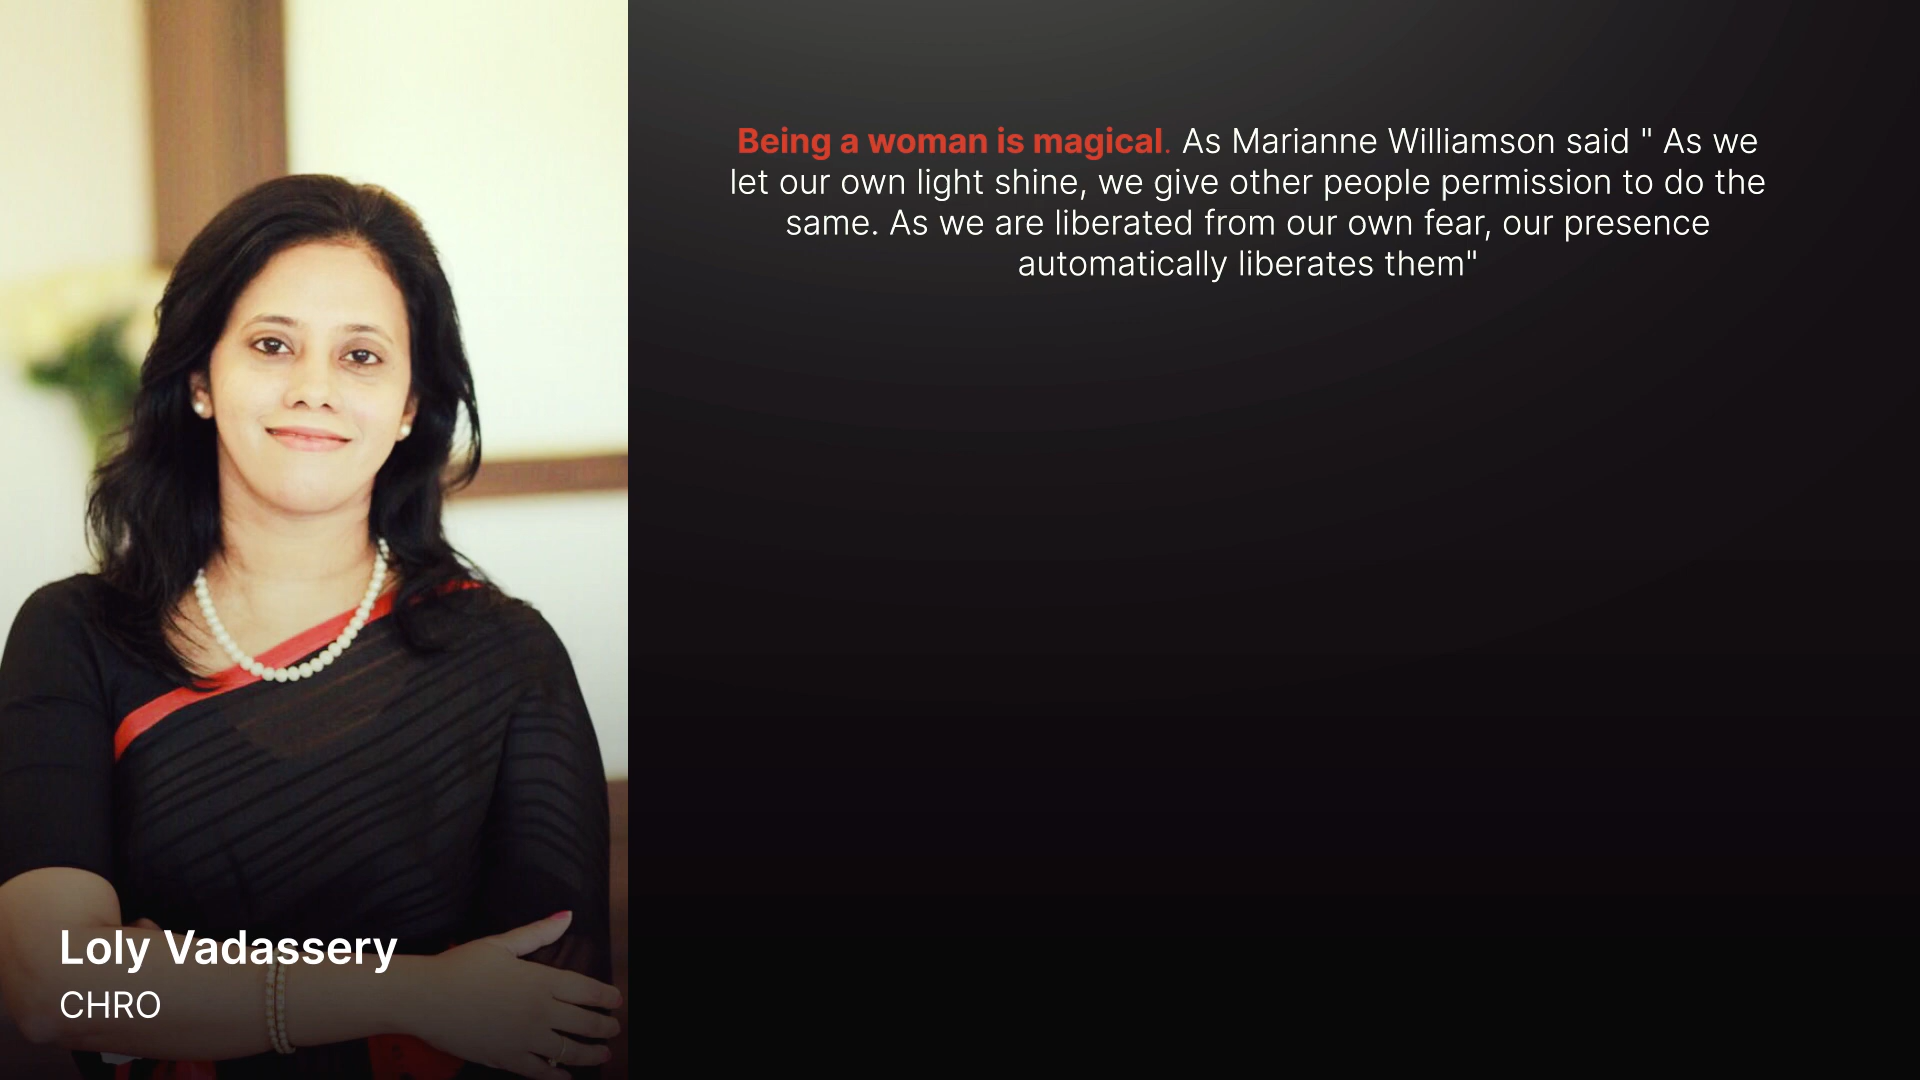 Being a woman is magical. As Marianne Williamson said " As we
let our own light shine, we give other people permission to do the
same. As we are liberated from our own fear, our presence
automatically liberates them"
Loly Vadassery
CHRO